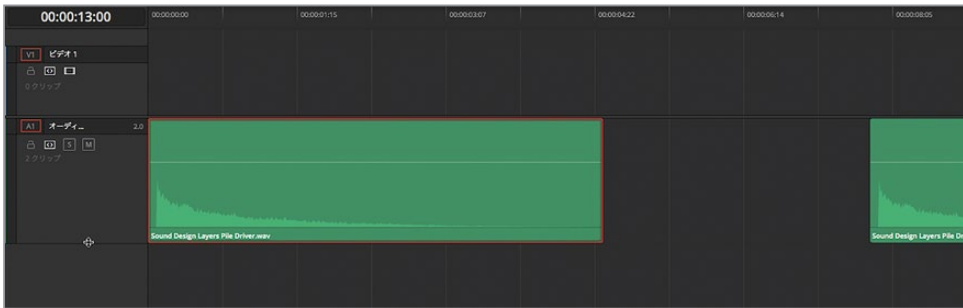 00:00:13:00
00:00:00:00
00:00:01:15
00:00:03:07
00:00:04:22
00:00:06:14
00:00:08:05
V1 ビデオ 1
0 クリップ
A1 オーディ... 2.0
S M
2 クリップ
Sound Design Layers Pile Driver.wav
Sound Design Layers Pile Dr